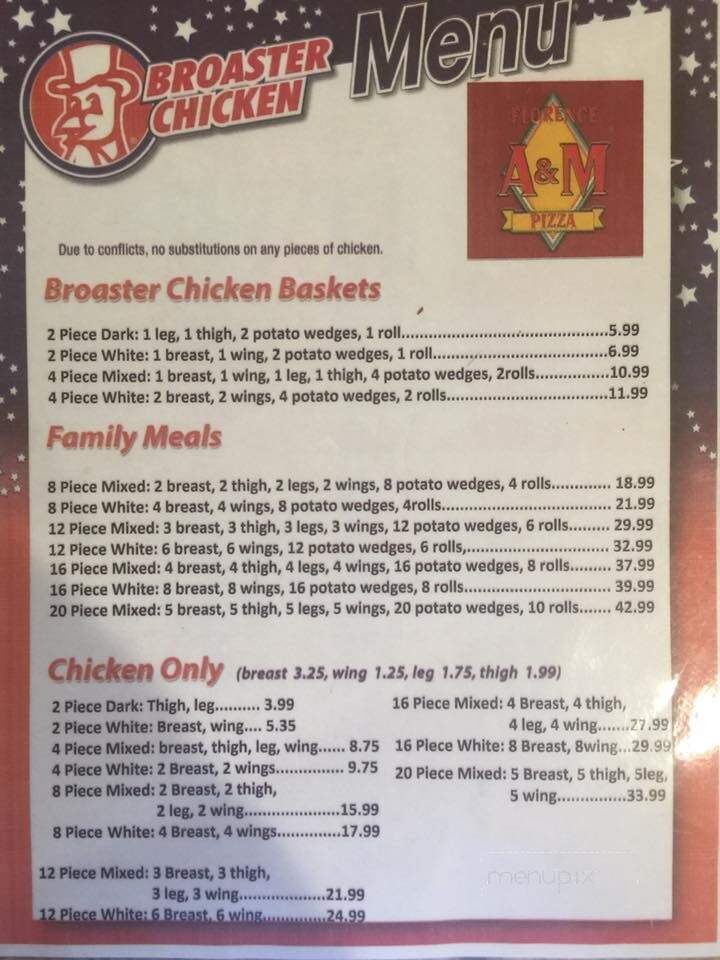 BROASTER
CHICKEN
Menu
FLORENCE
A&M
PIZZA
Due to conflicts, no substitutions on any pieces of chicken.
Broaster Chicken Baskets
2 Piece Dark: 1 leg, 1 thigh, 2 potato wedges, 1 roll..........................................5.99
2 Piece White: 1 breast, 1 wing, 2 potato wedges, 1 roll....................................6.99
4 Piece Mixed: 1 breast, 1 wing, 1 leg, 1 thigh, 4 potato wedges, 2rolls...............10.99
4 Piece White: 2 breast, 2 wings, 4 potato wedges, 2 rolls.................................11.99
Family Meals
8 Piece Mixed: 2 breast, 2 thigh, 2 legs, 2 wings, 8 potato wedges, 4 rolls............. 18.99
8 Piece White: 4 breast, 4 wings, 8 potato wedges, 4rolls.................................... 21.99
12 Piece Mixed: 3 breast, 3 thigh, 3 legs, 3 wings, 12 potato wedges, 6 rolls......... 29.99
12 Piece White: 6 breast, 6 wings, 12 potato wedges, 6 rolls,.............................. 32.99
16 Piece Mixed: 4 breast, 4 thigh, 4 legs, 4 wings, 16 potato wedges, 8 rolls......... 37.99
16 Piece White: 8 breast, 8 wings, 16 potato wedges, 8 rolls............................... 39.99
20 Piece Mixed: 5 breast, 5 thigh, 5 legs, 5 wings, 20 potato wedges, 10 rolls....... 42.99
Chicken Only (breast 3.25, wing 1.25, leg 1.75, thigh 1.99)
2 Piece Dark: Thigh, leg.......... 3.99
2 Piece White: Breast, wing.... 5.35
4 Piece Mixed: breast, thigh, leg, wing...... 8.75
4 Piece White: 2 Breast, 2 wings............... 9.75
8 Piece Mixed: 2 Breast, 2 thigh,
2 leg, 2 wing.....................15.99
8 Piece White: 4 Breast, 4 wings..............17.99
12 Piece Mixed: 3 Breast, 3 thigh,
3 leg, 3 wing.....................21.99
12 Piece White: 6 Breast, 6 wing...............24.99
16 Piece Mixed: 4 Breast, 4 thigh,
4 leg, 4 wing.......27.99
16 Piece White: 8 Breast, 8wing...29.99
20 Piece Mixed: 5 Breast, 5 thigh, 5leg,
5 wing...............33.99
menupix